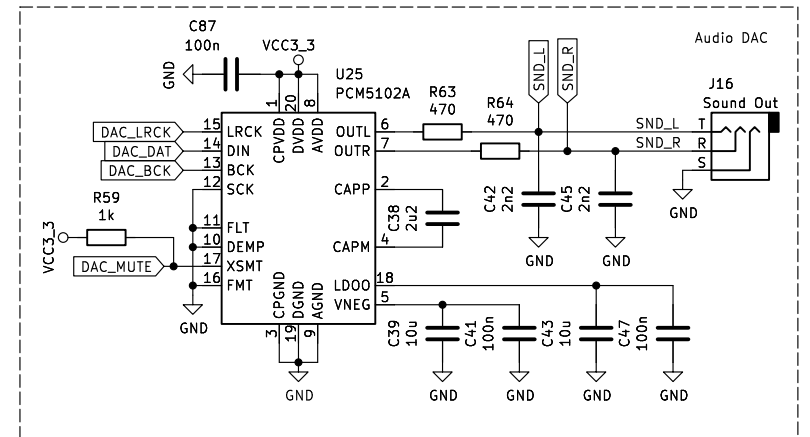 C87
100n
VCC3_3
GND
Audio DAC
SND_L
SND_R
U25
PCM5102A
R63
470
R64
470
J16
Sound Out
1
20
8
CPVDD
DVDD
AVDD
DAC_LRCK
15
LRCK
OUTL
6
SND_L
T
DAC_DAT
14
DIN
OUTR
7
SND_R
R
DAC_BCK
13
BCK
S
12
SCK
CAPP
2
C42
2n2
C45
2n2
GND
R59
1k
C38
2u2
11
FLT
VCC3_3
10
DEMP
CAPM
4
GND
GND
DAC_MUTE
17
XSMT
16
FMT
LDOO
18
VNEG
5
GND
CPGND
DGND
AGND
3
19
9
C39
10u
C41
100n
C43
10u
C47
100n
GND
GND
GND
GND
GND